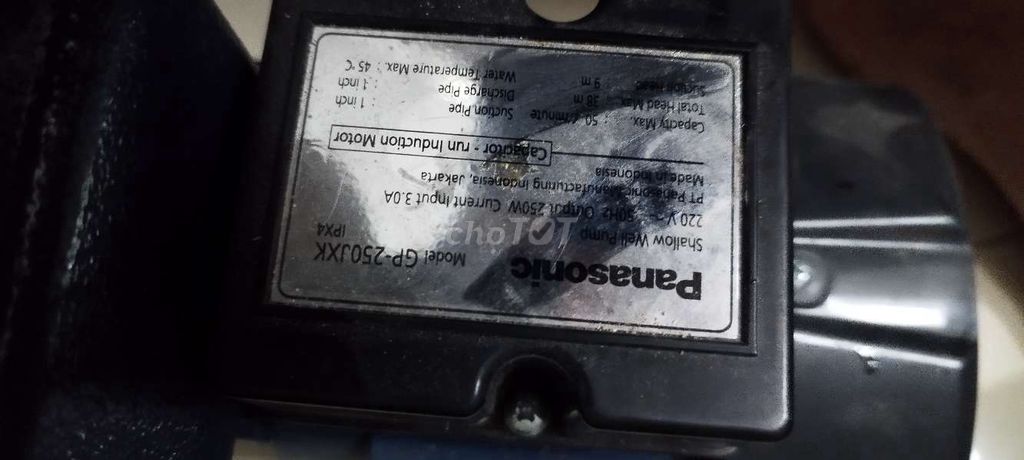 Panasonic
Model GP-250JXK
Shallow Well Pump
IPX4
220 V ~ 50Hz Output 250W Current Input 3.0A
PT Panasonic Manufacturing Indonesia, Jakarta
Made in Indonesia
Capacitor - run Induction Motor
Capacity Max. : 50 ℓ/minute
Suction Pipe : 1 inch
Total Head Max. : 38 m
Discharge Pipe : 1 inch
Suction head : 9 m
Water Temperature Max. : 45 °C
choTOT